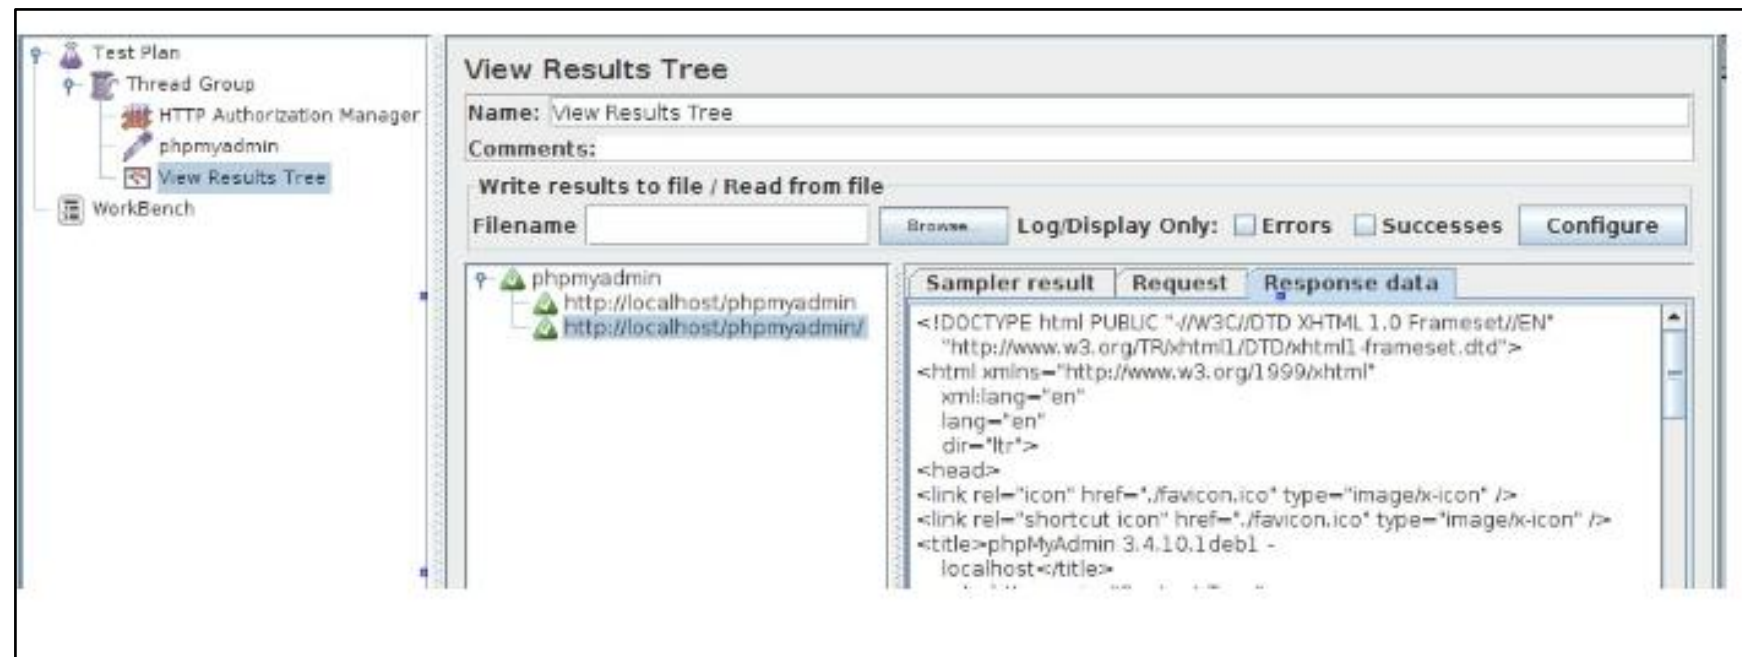 Test Plan
Thread Group
HTTP Authorization Manager
phpmyadmin
View Results Tree
WorkBench
View Results Tree
Name: View Results Tree
Comments:
Write results to file / Read from file
Filename Browse... Log/Display Only: Errors Successes Configure
phpmyadmin
http://localhost/phpmyadmin
http://localhost/phpmyadmin/
Sampler result Request Response data
<!DOCTYPE html PUBLIC "-//W3C//DTD XHTML 1.0 Frameset//EN"
"http://www.w3.org/TR/xhtml1/DTD/xhtml1-frameset.dtd">
<html xmlns="http://www.w3.org/1999/xhtml"
xml:lang="en"
lang="en"
dir="ltr">
<head>
<link rel="icon" href="./favicon.ico" type="image/x-icon" />
<link rel="shortcut icon" href="./favicon.ico" type="image/x-icon" />
<title>phpMyAdmin 3.4.10.1deb1 -
localhost</title>